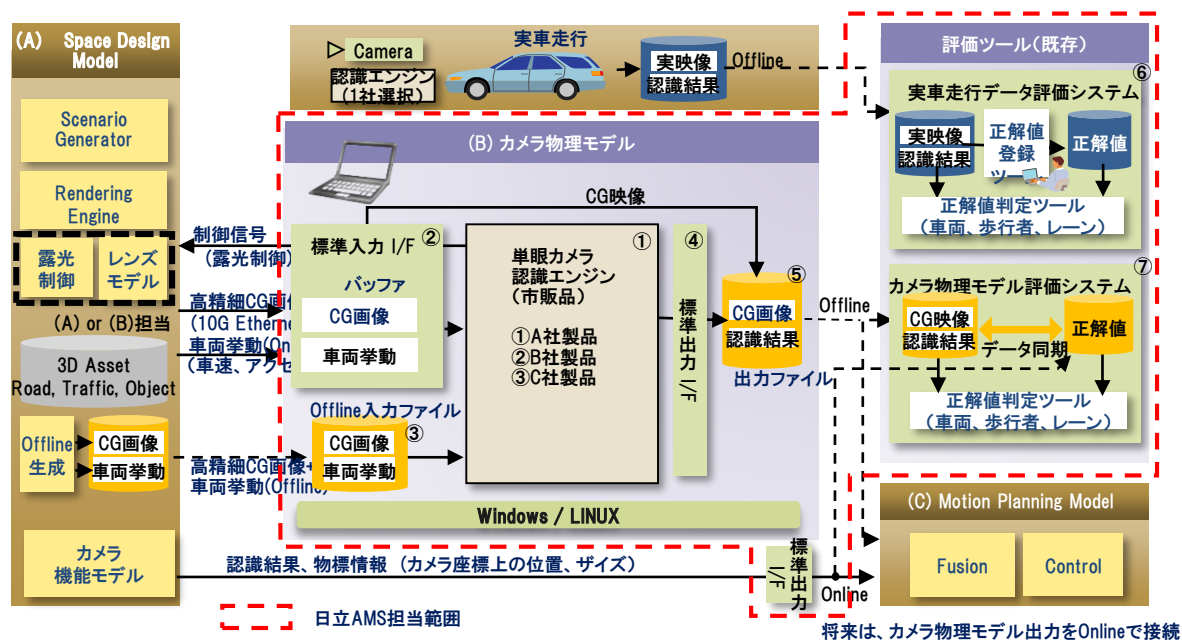 (A) Space Design
Model
Scenario
Generator
Rendering
Engine
露光
制御
レンズ
モデル
(A) or (B)担当
3D Asset
Road, Traffic, Object
Offline
生成
CG画像
車両挙動
カメラ
機能モデル
Camera
認識エンジン
(1社選択)
実車走行
実映像
認識結果
Offline
(B) カメラ物理モデル
CG映像
制御信号
(露光制御)
高精細CG画像
(10G Etherne
車両挙動(On
(車速、アクセ
標準入力 I/F
②
バッファ
CG画像
車両挙動
Offline入力ファイル
CG画像
③
車両挙動
高精細CG画像+
車両挙動(Offline)
①
単眼カメラ
認識エンジン
(市販品)
①A社製品
②B社製品
③C社製品
④
標準出力
I/F
⑤
CG画像
認識結果
出力ファイル
Offline
Windows / LINUX
認識結果、物標情報 (カメラ座標上の位置、ザイズ)
標準出力
I/F
Online
評価ツール(既存)
⑥
実車走行データ評価システム
実映像
認識結果
正解値
登録
ツー
正解値
正解値判定ツール
(車両、歩行者、レーン)
⑦
カメラ物理モデル評価システム
CG映像
認識結果
データ同期
正解値
正解値判定ツール
(車両、歩行者、レーン)
(C) Motion Planning Model
Fusion
Control
日立AMS担当範囲
将来は、カメラ物理モデル出力をOnlineで接続